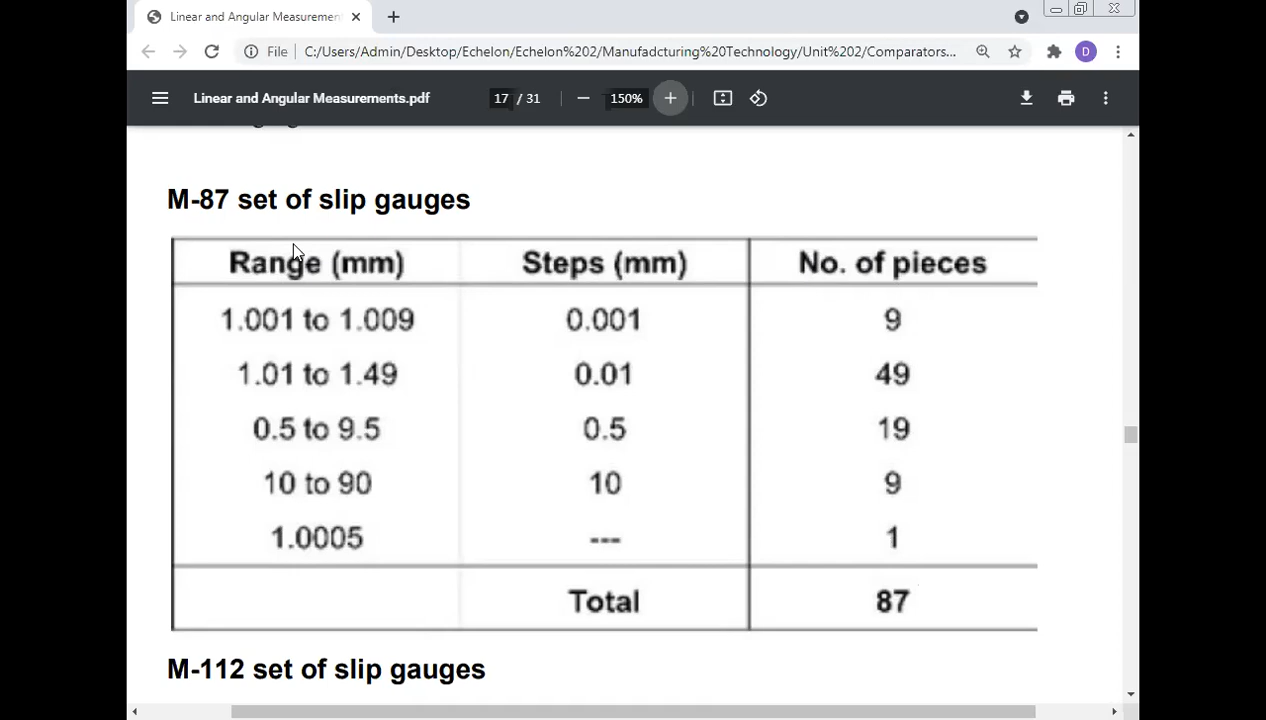 Linear and Angular Measurement
File C:/Users/Admin/Desktop/Echelon/Echelon%202/Manufadcturing%20Technology/Unit%202/Comparators... D
Linear and Angular Measurements.pdf 17 / 31 150%
M-87 set of slip gauges
Range (mm) Steps (mm) No. of pieces
1.001 to 1.009 0.001 9
1.01 to 1.49 0.01 49
0.5 to 9.5 0.5 19
10 to 90 10 9
1.0005 --- 1
Total 87
M-112 set of slip gauges